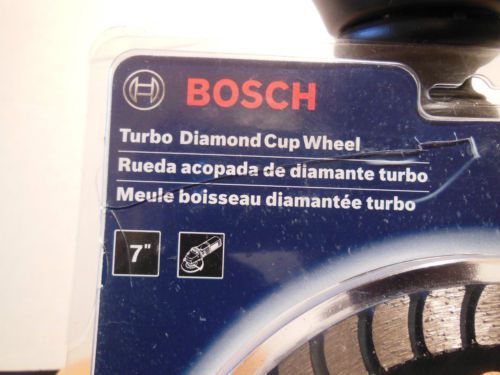 BOSCH
Turbo Diamond Cup Wheel
Rueda acopada de diamante turbo
Meule boisseau diamantée turbo
7"